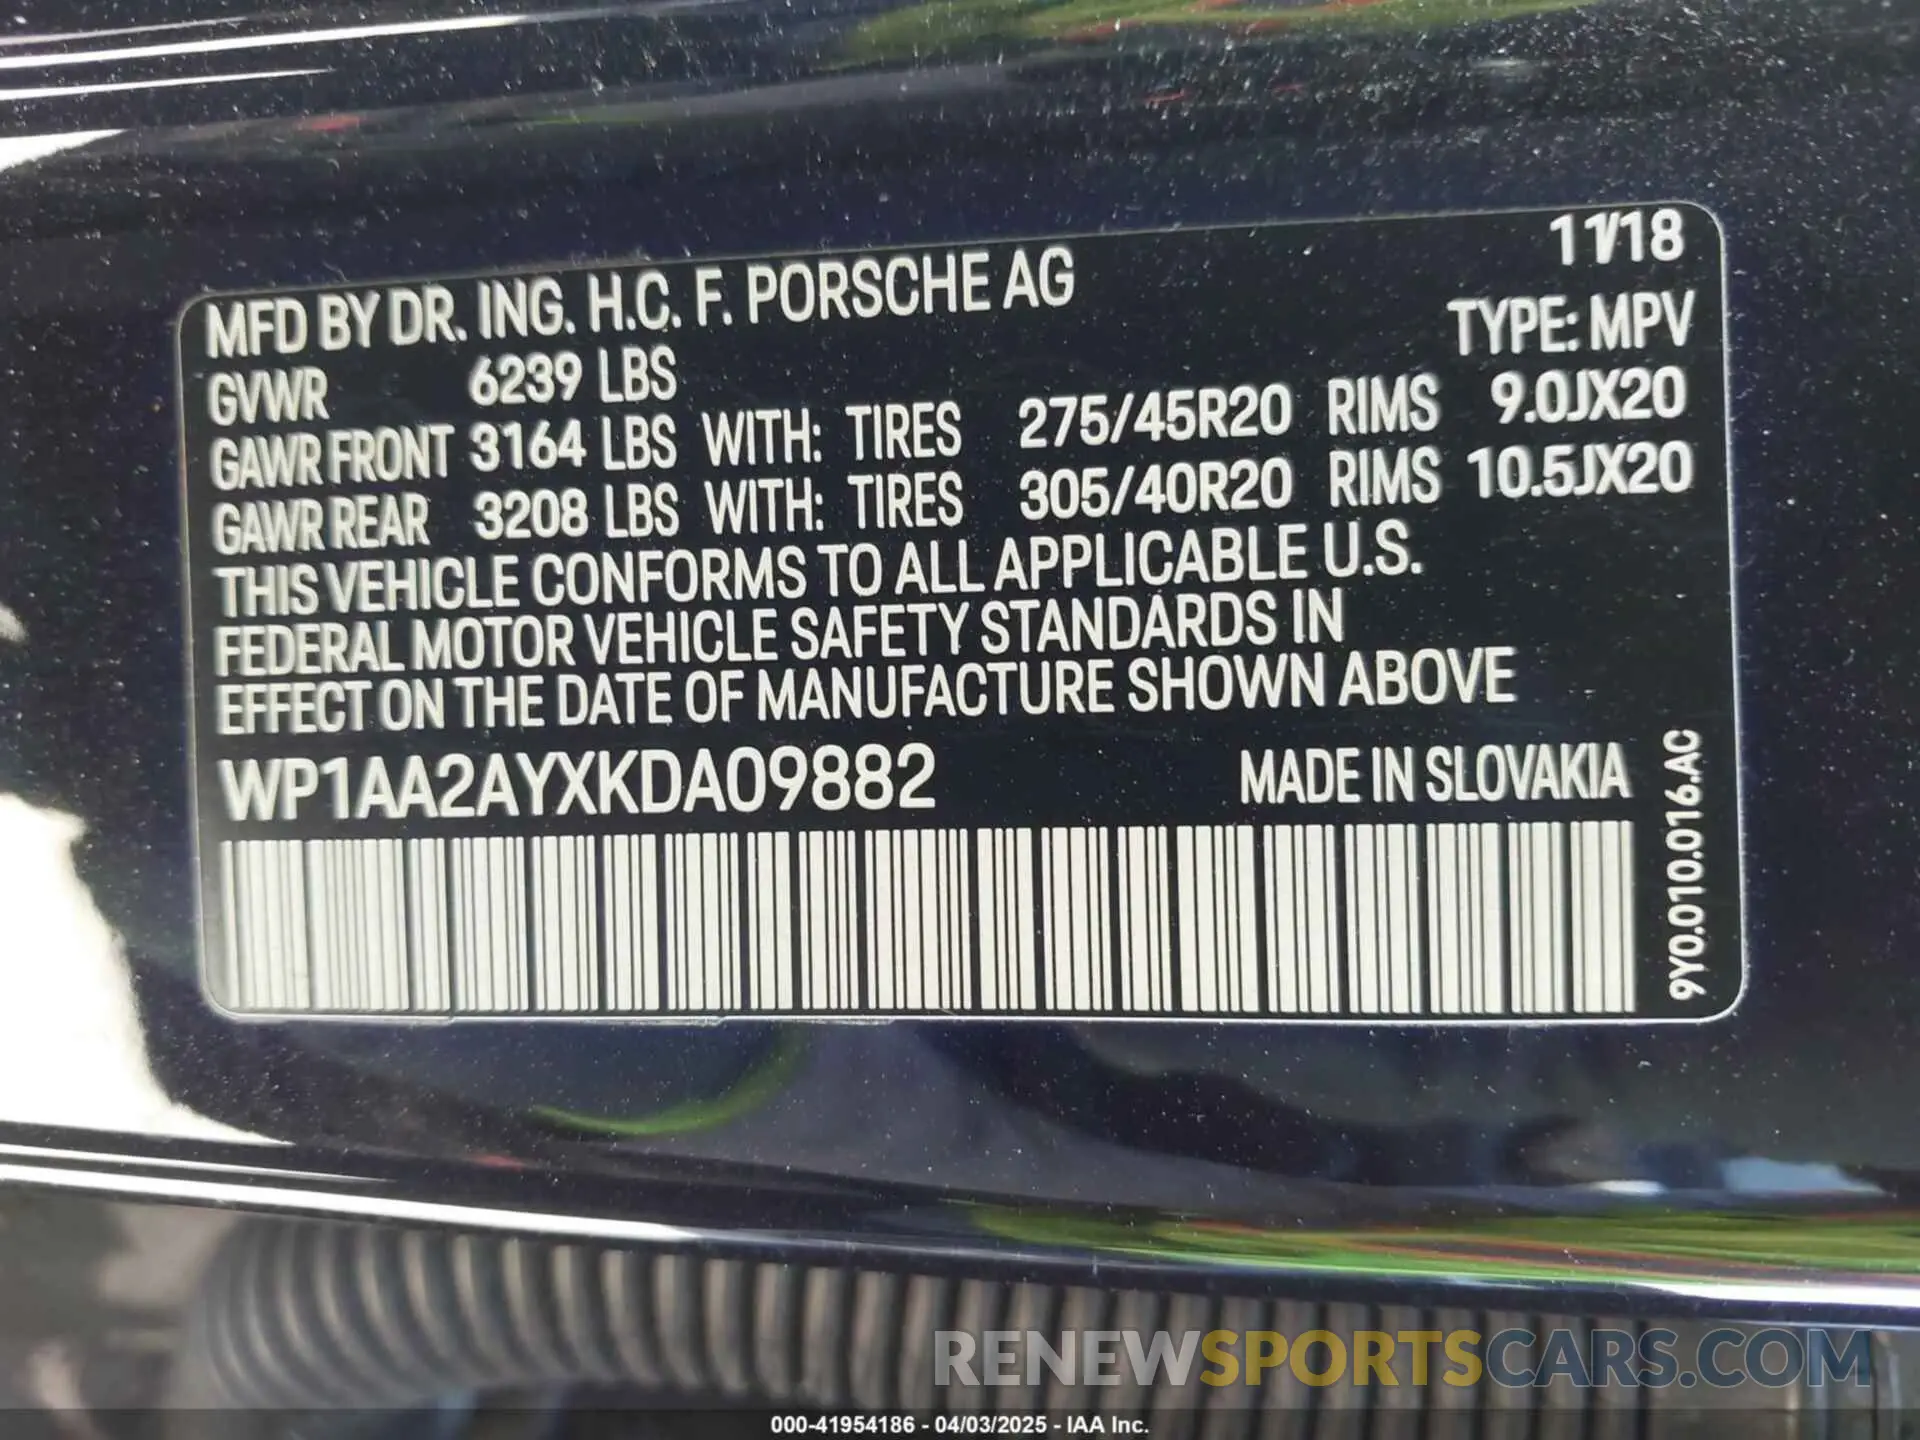 11/18
MFD BY DR. ING. H.C. F. PORSCHE AG
TYPE: MPV
GVWR 6239 LBS
GAWR FRONT 3164 LBS WITH: TIRES 275/45R20 RIMS 9.0JX20
GAWR REAR 3208 LBS WITH: TIRES 305/40R20 RIMS 10.5JX20
THIS VEHICLE CONFORMS TO ALL APPLICABLE U.S.
FEDERAL MOTOR VEHICLE SAFETY STANDARDS IN
EFFECT ON THE DATE OF MANUFACTURE SHOWN ABOVE
WP1AA2AYXKDA09882 MADE IN SLOVAKIA
9Y0.010.016.AC
RENEWSPORTSCARS.COM
000-41954186 - 04/03/2025 - IAA Inc.